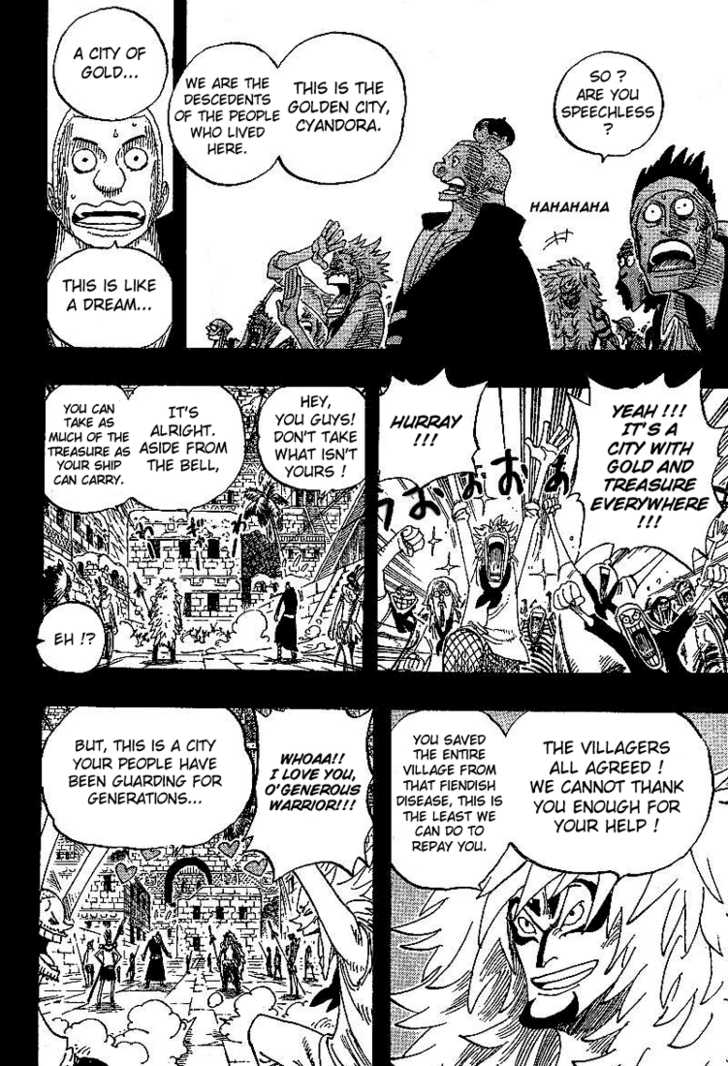 SO ?
ARE YOU
SPEECHLESS
?
HAHAHAHA
THIS IS THE
GOLDEN CITY,
CYANDORA.
WE ARE THE
DESCEDENTS
OF THE PEOPLE
WHO LIVED
HERE.
A CITY OF
GOLD...
THIS IS LIKE
A DREAM...
YEAH !!!
IT'S A
CITY WITH
GOLD AND
TREASURE
EVERYWHERE
!!!
うおおおお
HURRAY
!!!
HEY,
YOU GUYS!
DON'T TAKE
WHAT ISN'T
YOURS !
IT'S
ALRIGHT.
ASIDE FROM
THE BELL,
YOU CAN
TAKE AS
MUCH OF THE
TREASURE AS
YOUR SHIP
CAN CARRY.
EH !?
THE VILLAGERS
ALL AGREED !
WE CANNOT THANK
YOU ENOUGH FOR
YOUR HELP !
YOU SAVED
THE ENTIRE
VILLAGE FROM
THAT FIENDISH
DISEASE, THIS IS
THE LEAST WE
CAN DO TO
REPAY YOU.
WHOAA!!
I LOVE YOU,
O'GENEROUS
WARRIOR!!!
BUT, THIS IS A CITY
YOUR PEOPLE HAVE
BEEN GUARDING FOR
GENERATIONS...